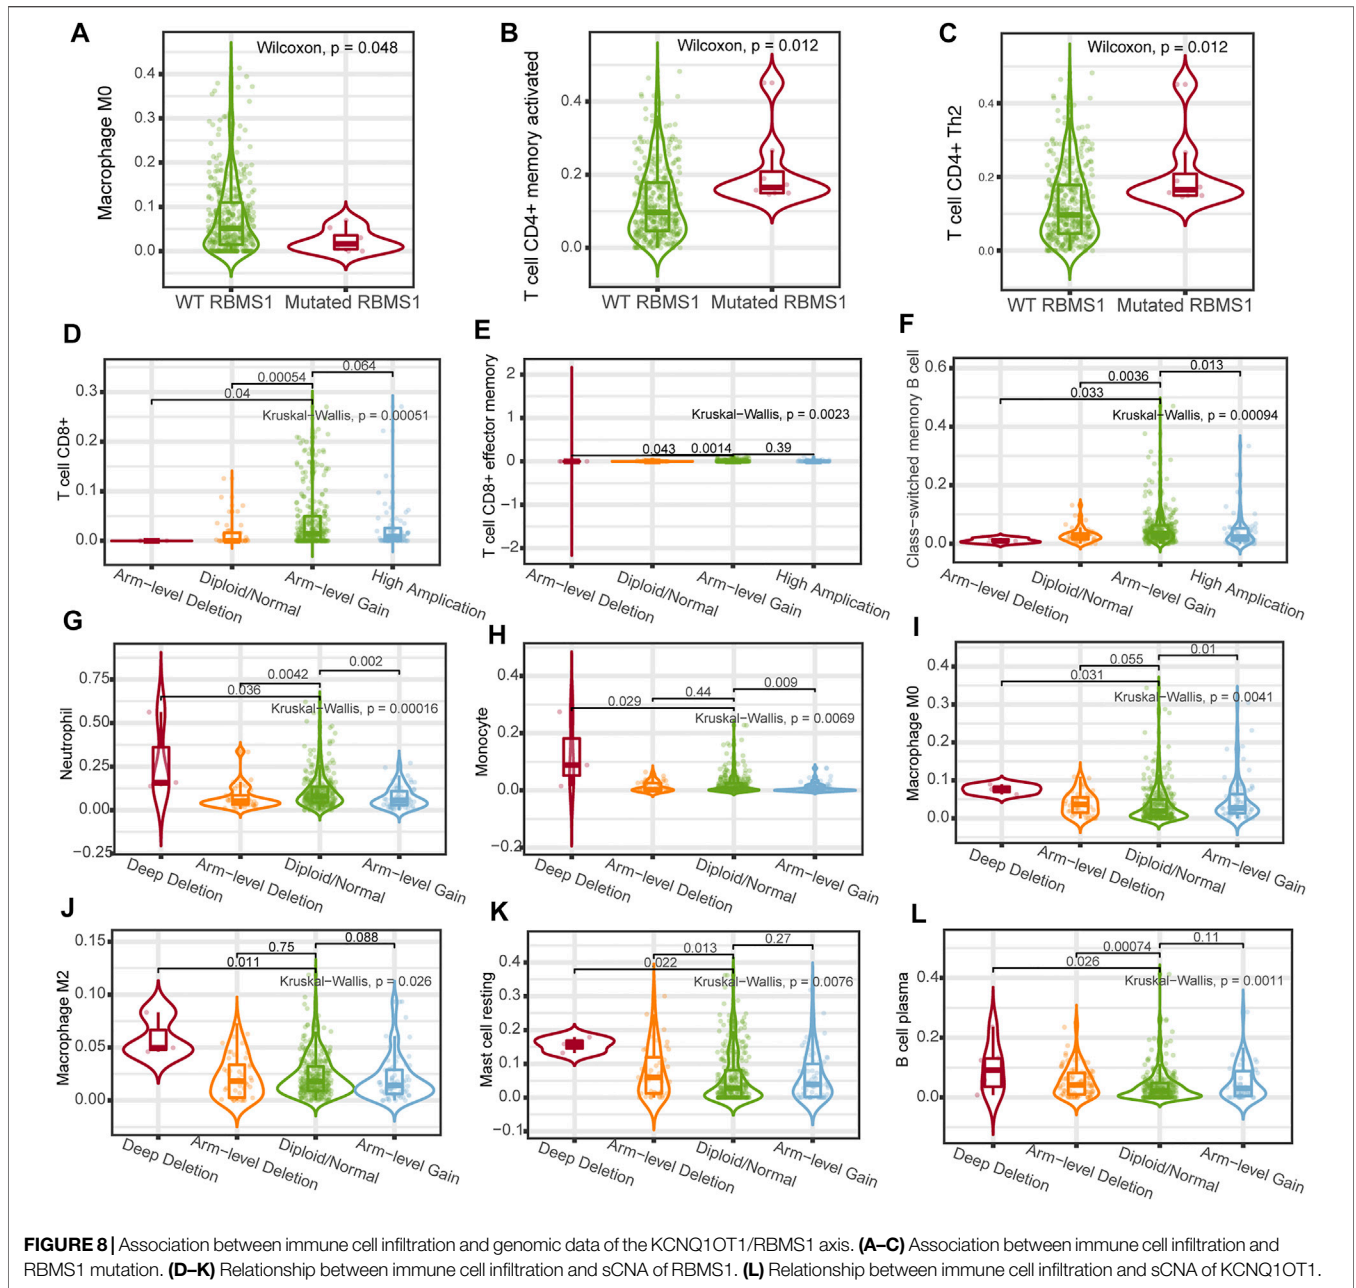 A
Wilcoxon, p = 0.048
Macrophage M0
0.4
0.3
0.2
0.1
0.0
WT RBMS1
Mutated RBMS1
B
Wilcoxon, p = 0.012
T cell CD4+ memory activated
0.4
0.2
0.0
WT RBMS1
Mutated RBMS1
C
Wilcoxon, p = 0.012
T cell CD4+ Th2
0.4
0.2
0.0
WT RBMS1
Mutated RBMS1
D
0.064
0.00054
0.04
Kruskal−Wallis, p = 0.00051
T cell CD8+
0.3
0.2
0.1
0.0
Arm−level Deletion
Diploid/Normal
Arm−level Gain
High Amplication
E
Kruskal−Wallis, p = 0.0023
0.043
0.0014
0.39
T cell CD8+ effector memory
2
1
0
−1
−2
Arm−level Deletion
Diploid/Normal
Arm−level Gain
High Amplication
F
0.013
0.0036
0.033
Kruskal−Wallis, p = 0.00094
Class−switched memory B cell
0.6
0.4
0.2
0.0
Arm−level Deletion
Diploid/Normal
Arm−level Gain
High Amplication
G
0.002
0.0042
0.036
Kruskal−Wallis, p = 0.00016
Neutrophil
0.75
0.50
0.25
0.00
−0.25
Deep Deletion
Arm−level Deletion
Diploid/Normal
Arm−level Gain
H
0.009
0.44
0.029
Kruskal−Wallis, p = 0.0069
Monocyte
0.4
0.2
0.0
−0.2
Deep Deletion
Arm−level Deletion
Diploid/Normal
Arm−level Gain
I
0.01
0.055
0.031
Kruskal−Wallis, p = 0.0041
Macrophage M0
0.4
0.3
0.2
0.1
0.0
Deep Deletion
Arm−level Deletion
Diploid/Normal
Arm−level Gain
J
0.088
0.75
0.011
Kruskal−Wallis, p = 0.026
Macrophage M2
0.15
0.10
0.05
0.00
Deep Deletion
Arm−level Deletion
Diploid/Normal
Arm−level Gain
K
0.27
0.013
0.022
Kruskal−Wallis, p = 0.0076
Mast cell resting
0.4
0.3
0.2
0.1
0.0
−0.1
Deep Deletion
Arm−level Deletion
Diploid/Normal
Arm−level Gain
L
0.11
0.00074
0.026
Kruskal−Wallis, p = 0.0011
B cell plasma
0.4
0.2
0.0
Deep Deletion
Arm−level Deletion
Diploid/Normal
Arm−level Gain
FIGURE 8 | Association between immune cell infiltration and genomic data of the KCNQ1OT1/RBMS1 axis. (A–C) Association between immune cell infiltration and
RBMS1 mutation. (D–K) Relationship between immune cell infiltration and sCNA of RBMS1. (L) Relationship between immune cell infiltration and sCNA of KCNQ1OT1.